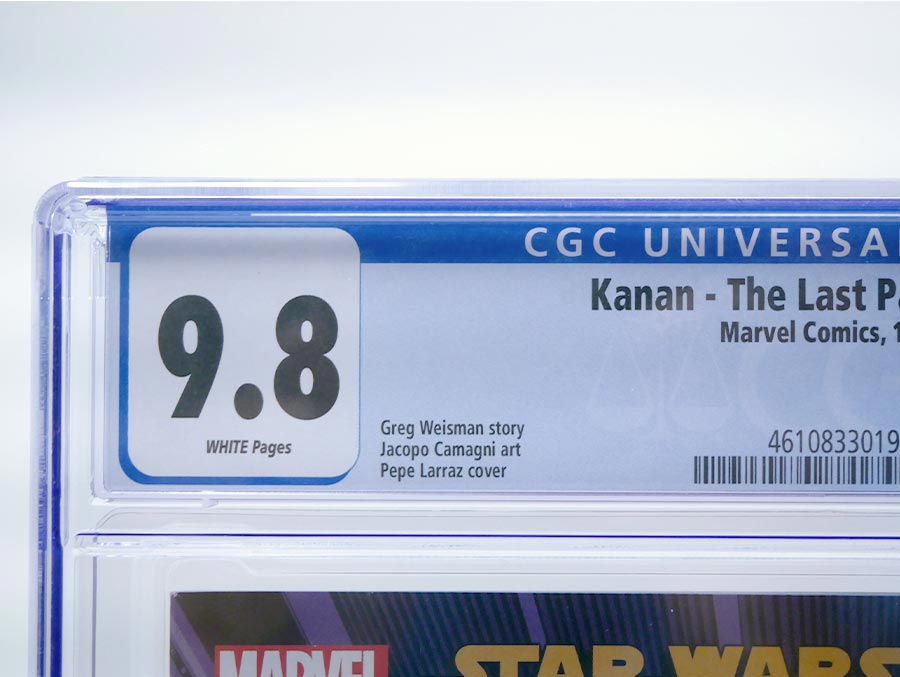 CGC UNIVERSA
9.8
WHITE Pages
Kanan - The Last Pa
Marvel Comics, 1
Greg Weisman story
Jacopo Camagni art
Pepe Larraz cover
4610833019
MARVEL
STAR WARS